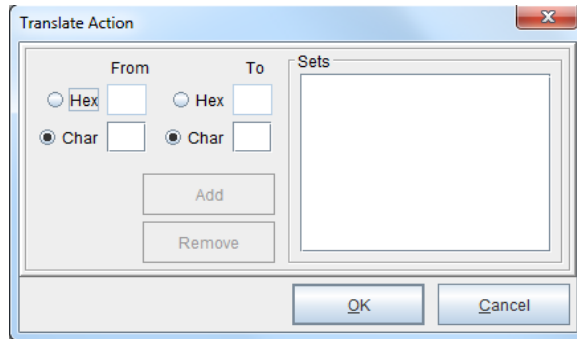 Translate Action
x
From To
Hex Hex
Char Char
Add
Remove
Sets
OK Cancel